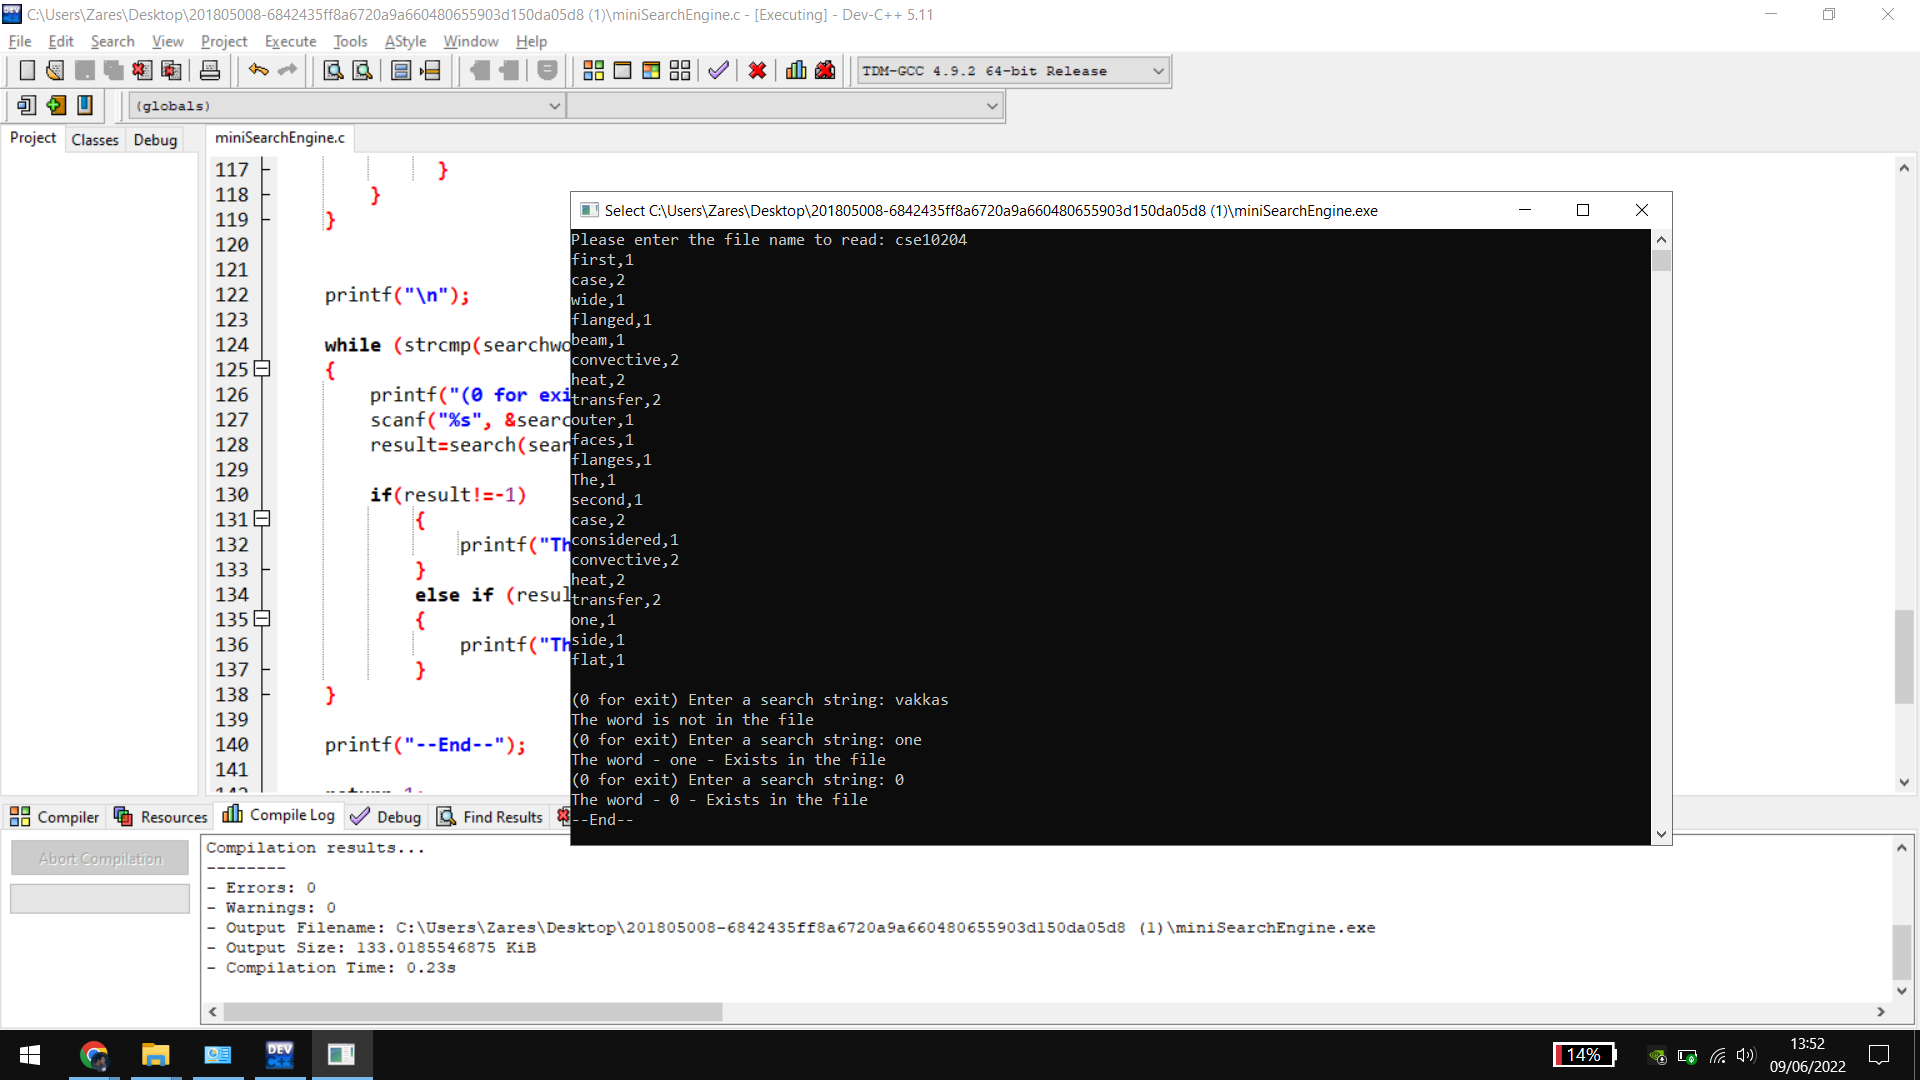 C:\Users\Zares\Desktop\201805008-6842435ff8a6720a9a660480655903d150da05d8 (1)\miniSearchEngine.c - [Executing] - Dev-C++ 5.11
File Edit Search View Project Execute Tools AStyle Window Help
TDM-GCC 4.9.2 64-bit Release
(globals)
Project Classes Debug
miniSearchEngine.c
117 }
118 }
119 }
120
121
122 printf("\n");
123
124 while (strcmp(searchwo
125 {
126 printf("(0 for exi
127 scanf("%s", &searc
128 result=search(sear
129
130 if(result!=-1)
131 {
132 printf("Th
133 }
134 else if (resul
135 {
136 printf("Th
137 }
138 }
139
140 printf("--End--");
141
Select C:\Users\Zares\Desktop\201805008-6842435ff8a6720a9a660480655903d150da05d8 (1)\miniSearchEngine.exe
Please enter the file name to read: cse10204
first,1
case,2
wide,1
flanged,1
beam,1
convective,2
heat,2
transfer,2
outer,1
faces,1
flanges,1
The,1
second,1
case,2
considered,1
convective,2
heat,2
transfer,2
one,1
side,1
flat,1
(0 for exit) Enter a search string: vakkas
The word is not in the file
(0 for exit) Enter a search string: one
The word - one - Exists in the file
(0 for exit) Enter a search string: 0
The word - 0 - Exists in the file
--End--
Compiler Resources Compile Log Debug Find Results
Abort Compilation
Compilation results...
--------
- Errors: 0
- Warnings: 0
- Output Filename: C:\Users\Zares\Desktop\201805008-6842435ff8a6720a9a660480655903d150da05d8 (1)\miniSearchEngine.exe
- Output Size: 133.0185546875 KiB
- Compilation Time: 0.23s
DEV C++
14%
13:52
09/06/2022